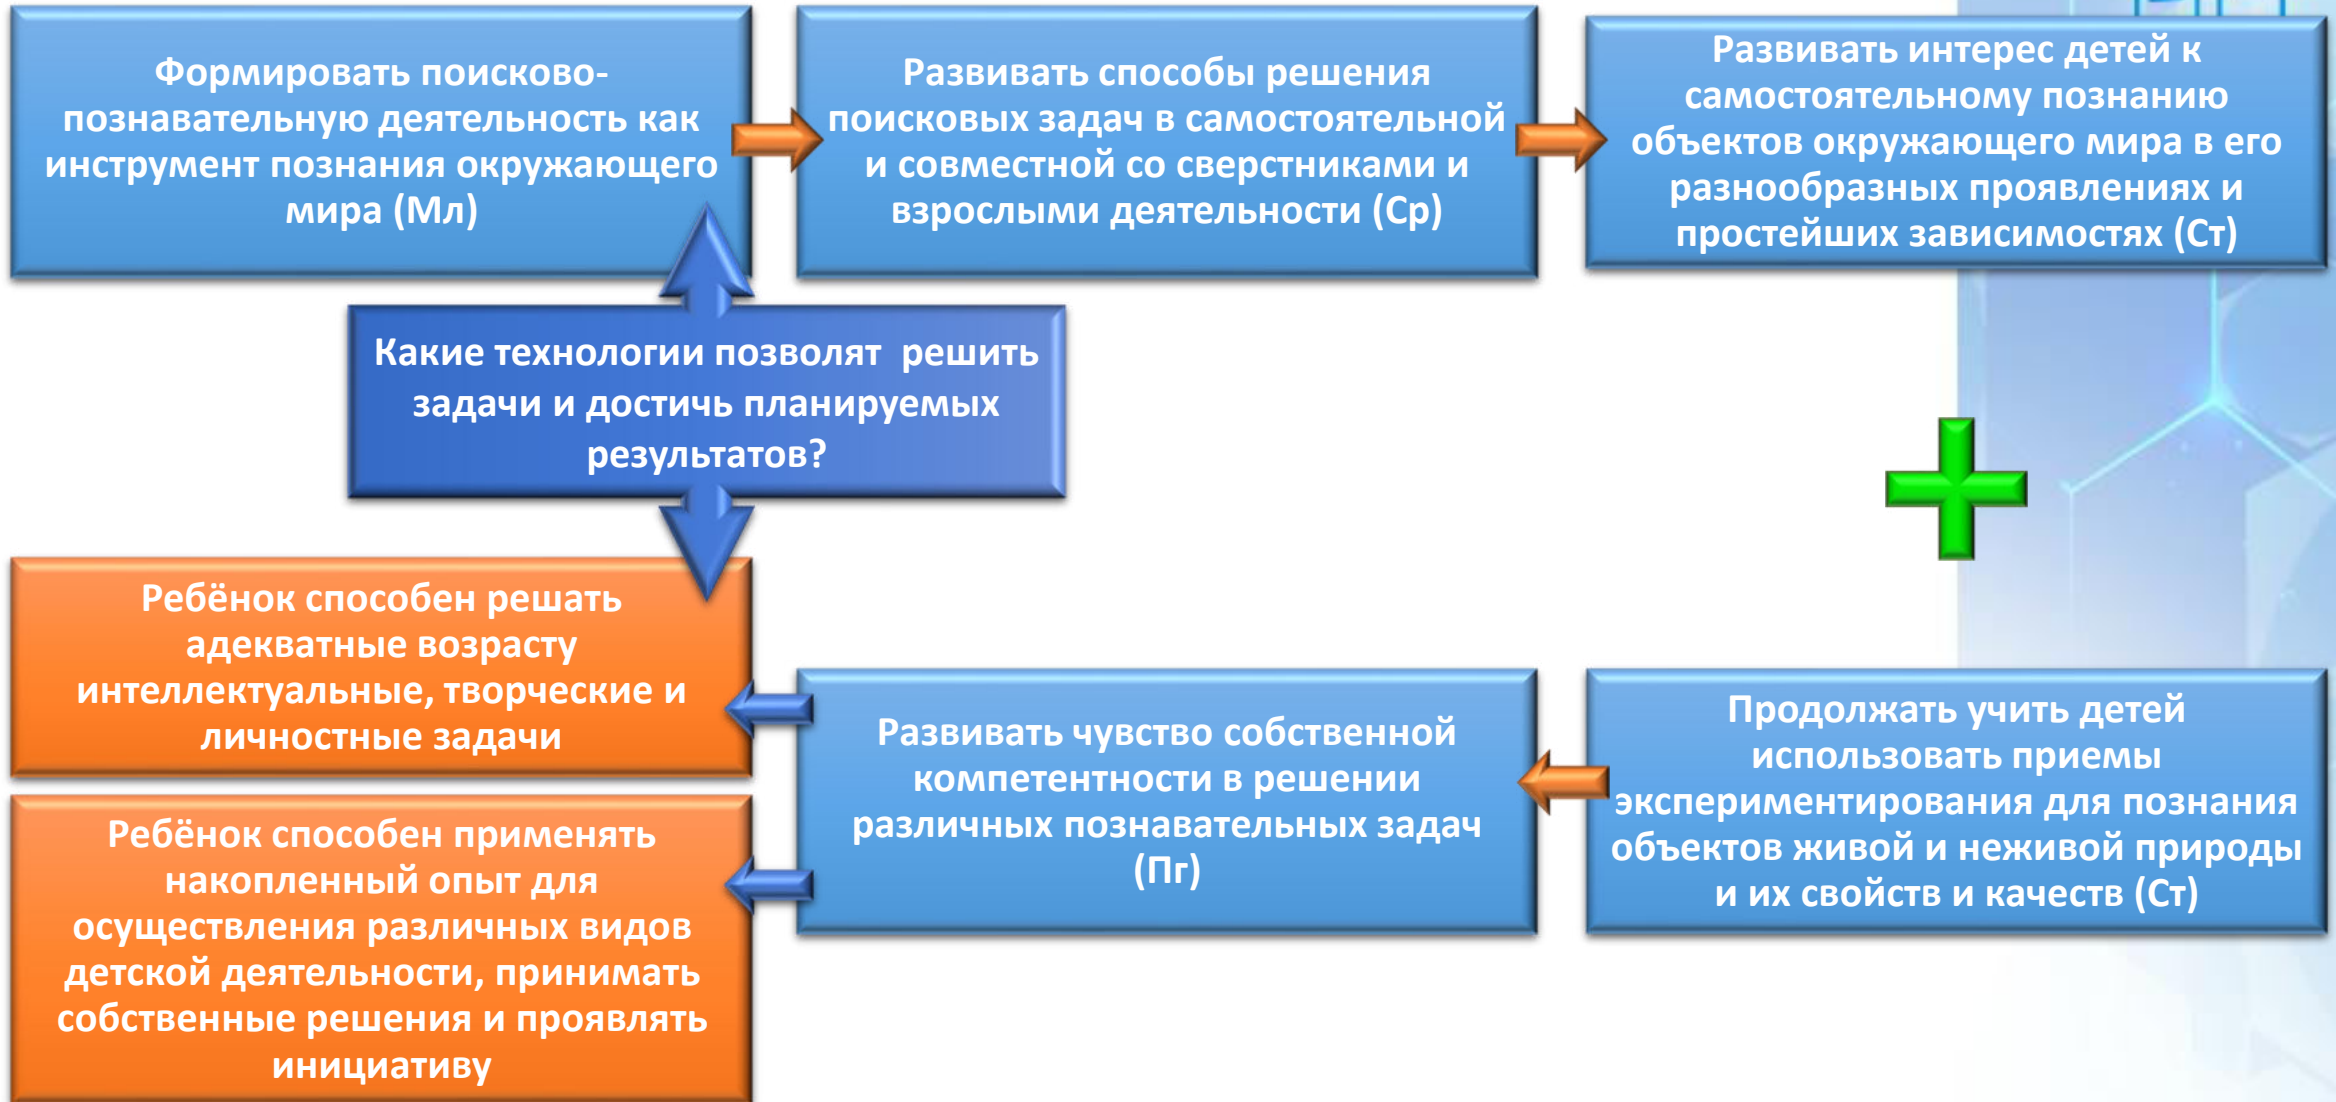 Формировать поисково-
познавательную деятельность как
инструмент познания окружающего
мира (Мл)
Развивать способы решения
поисковых задач в самостоятельной
и совместной со сверстниками и
взрослыми деятельности (Ср)
Развивать интерес детей к
самостоятельному познанию
объектов окружающего мира в его
разнообразных проявлениях и
простейших зависимостях (Ст)
Какие технологии позволят  решить
задачи и достичь планируемых
результатов?
Ребёнок способен решать
адекватные возрасту
интеллектуальные, творческие и
личностные задачи
Развивать чувство собственной
компетентности в решении
различных познавательных задач
(Пг)
Продолжать учить детей
использовать приемы
экспериментирования для познания
объектов живой и неживой природы
и их свойств и качеств (Ст)
Ребёнок способен применять
накопленный опыт для
осуществления различных видов
детской деятельности, принимать
собственные решения и проявлять
инициативу